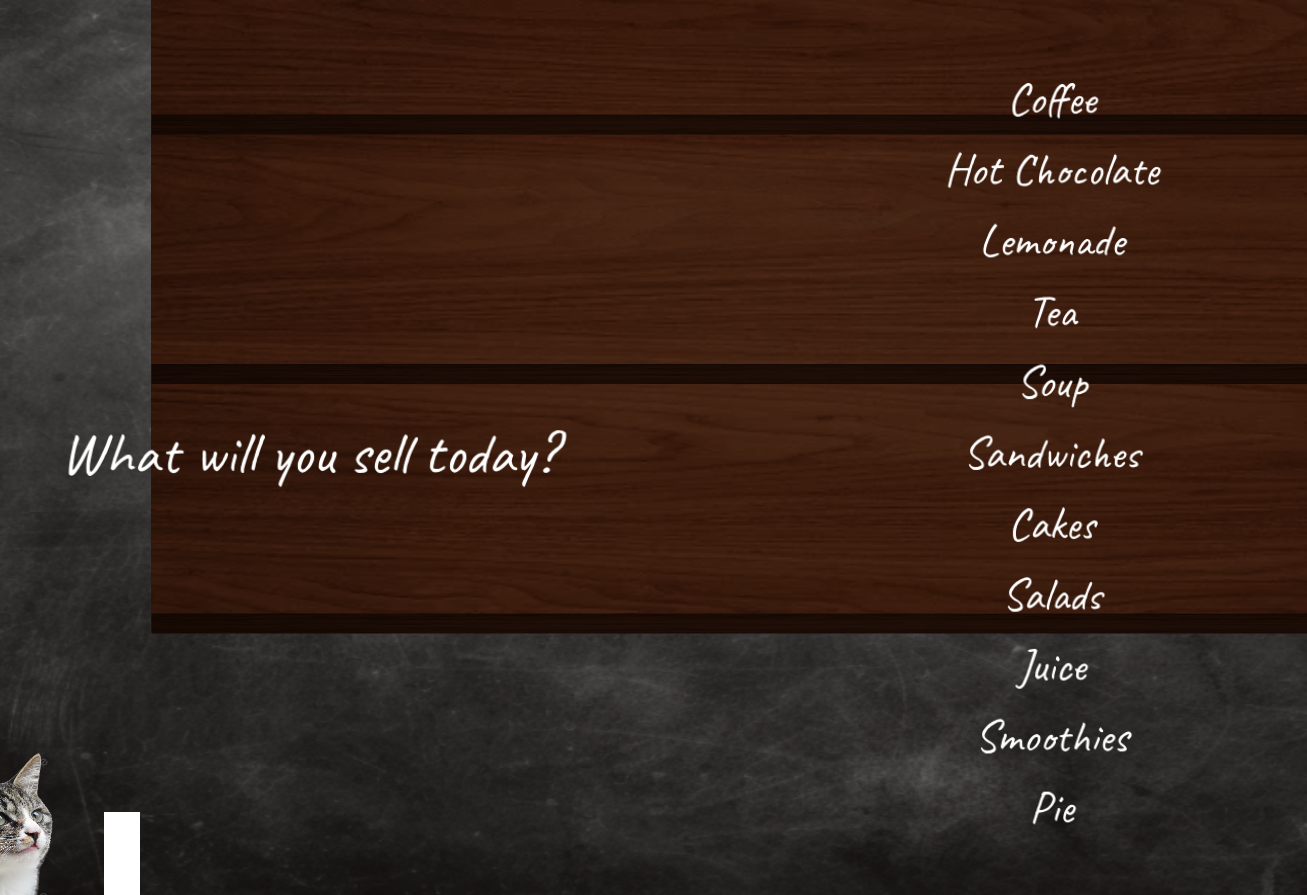 What will you sell today?
Coffee
Hot Chocolate
Lemonade
Tea
Soup
Sandwiches
Cakes
Salads
Juice
Smoothies
Pie